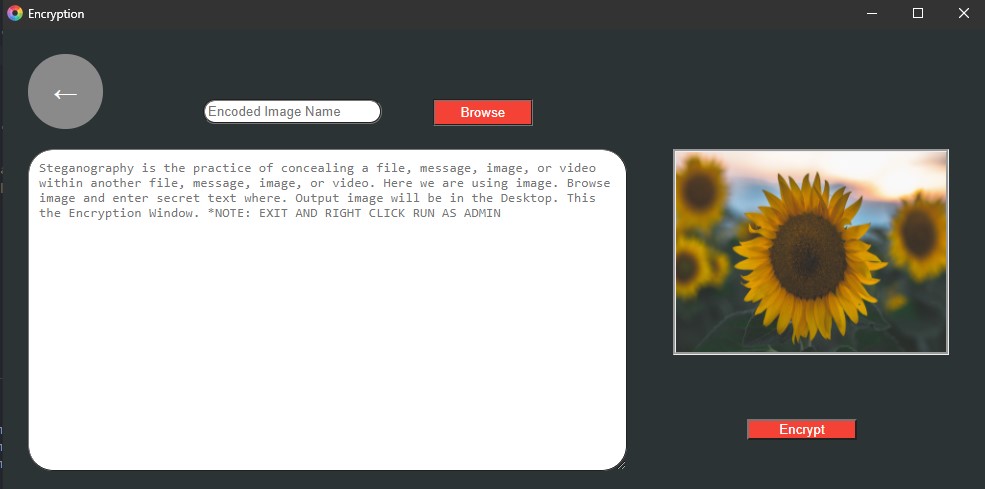 Encryption
←
Encoded Image Name
Browse
Steganography is the practice of concealing a file, message, image, or video
within another file, message, image, or video. Here we are using image. Browse
image and enter secret text where. Output image will be in the Desktop. This
the Encryption Window. *NOTE: EXIT AND RIGHT CLICK RUN AS ADMIN
Encrypt